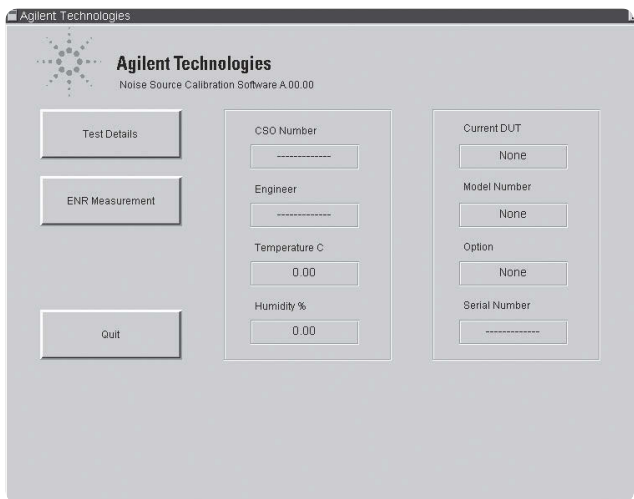 Agilent Technologies
Agilent Technologies
Noise Source Calibration Software A.00.00
Test Details
ENR Measurement
Quit
CSO Number
-------------
Engineer
-------------
Temperature C
0.00
Humidity %
0.00
Current DUT
None
Model Number
None
Option
None
Serial Number
-------------